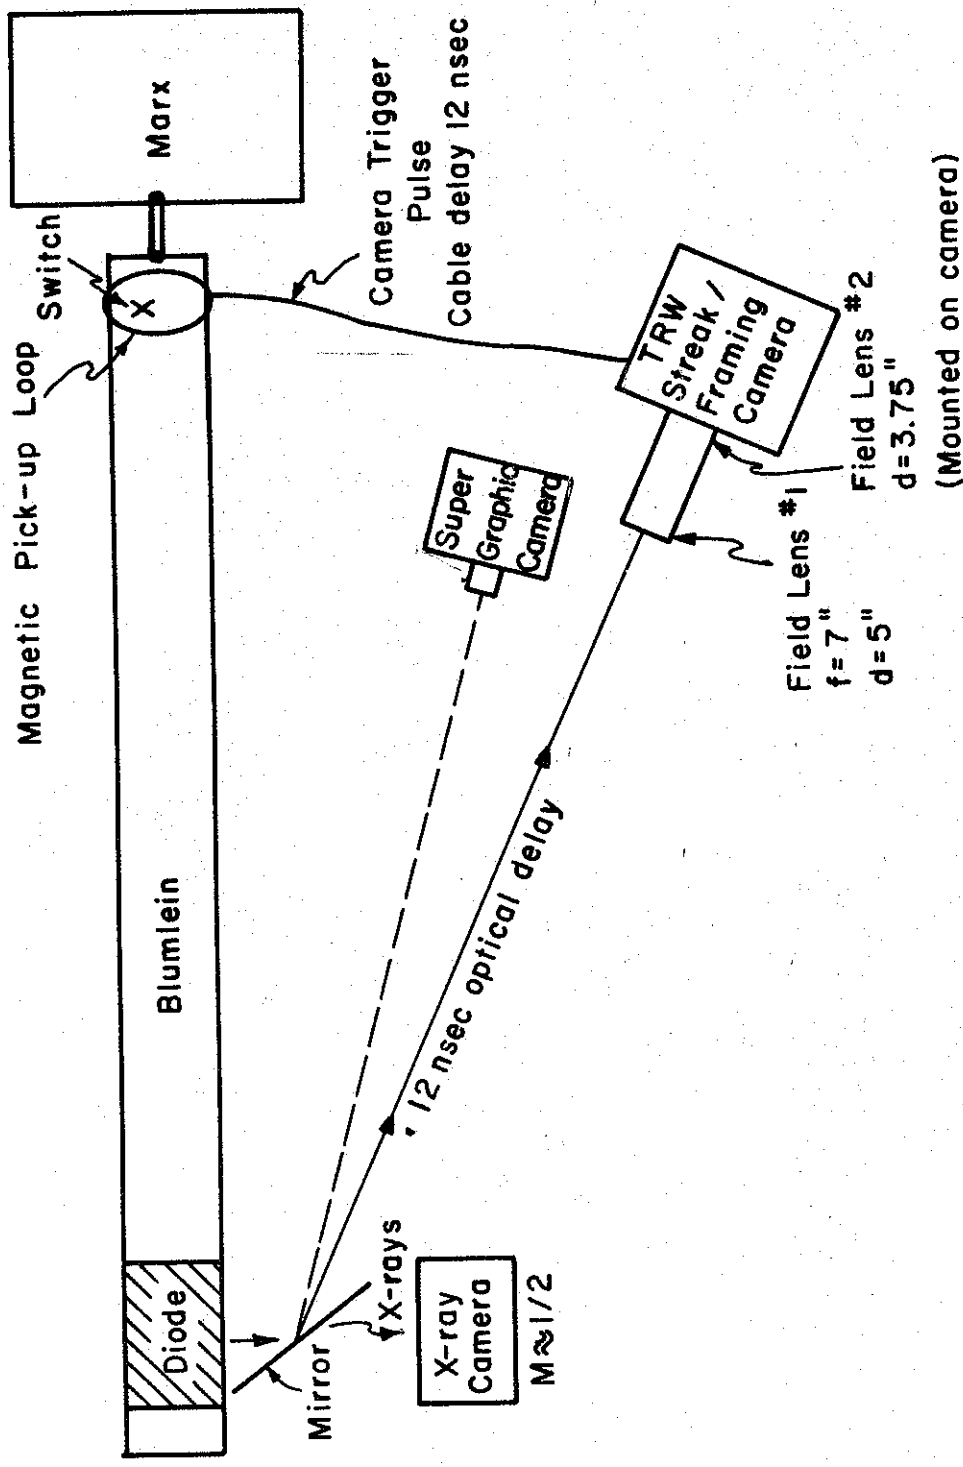 Marx
Switch
Magnetic Pick-up Loop
X
Camera Trigger
Pulse
Cable delay 12 nsec
Blumlein
Diode
Mirror
X-rays
X-ray
Camera
M≈1/2
12 nsec optical delay
Super
Graphic
Camera
TRW
Streak /
Framing
Camera
Field Lens #1
f=7"
d=5"
Field Lens #2
d=3.75"
(Mounted on camera)